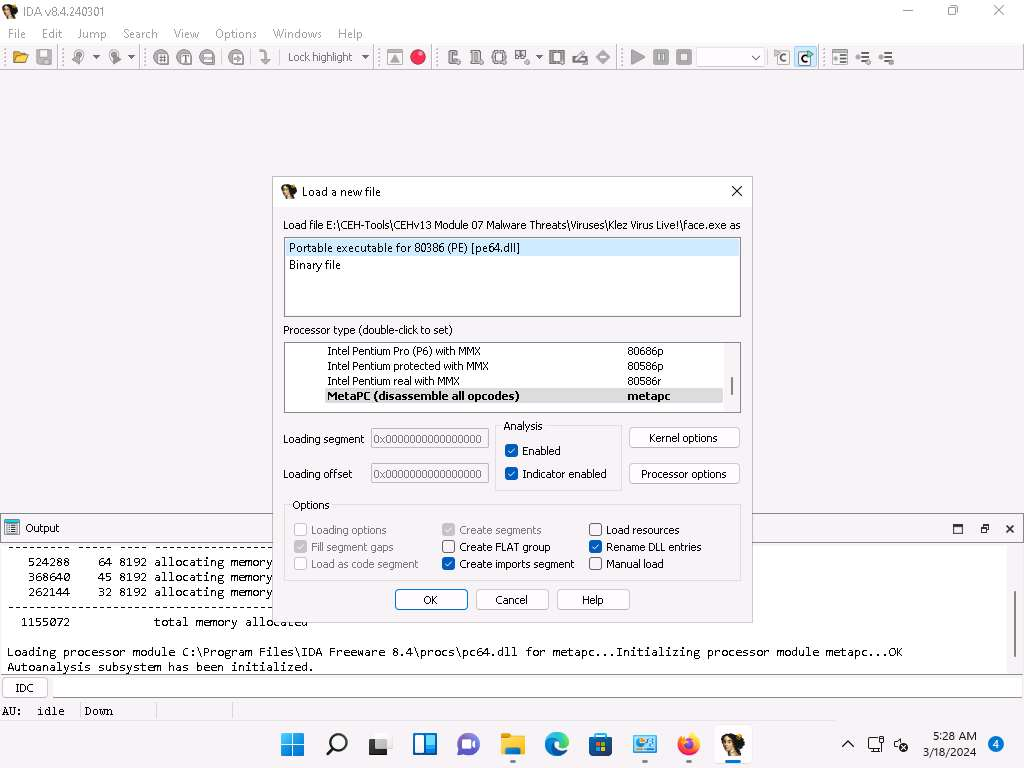 IDA v8.4.240301
File Edit Jump Search View Options Windows Help
Lock highlight
Load a new file
Load file E:\CEH-Tools\CEHv13 Module 07 Malware Threats\Viruses\Klez Virus Live!\face.exe as
Portable executable for 80386 (PE) [pe64.dll]
Binary file
Processor type (double-click to set)
Intel Pentium Pro (P6) with MMX 80686p
Intel Pentium protected with MMX 80586p
Intel Pentium real with MMX 80586r
MetaPC (disassemble all opcodes) metapc
Loading segment 0x0000000000000000
Loading offset 0x0000000000000000
Analysis
Enabled
Indicator enabled
Kernel options
Processor options
Options
Loading options Create segments Load resources
Fill segment gaps Create FLAT group Rename DLL entries
Load as code segment Create imports segment Manual load
OK Cancel Help
Output
524288 64 8192 allocating memory
368640 45 8192 allocating memory
262144 32 8192 allocating memory
1155072 total memory allocated
Loading processor module C:\Program Files\IDA Freeware 8.4\procs\pc64.dll for metapc...Initializing processor module metapc...OK
Autoanalysis subsystem has been initialized.
IDC
AU: idle Down
5:28 AM
3/18/2024
4